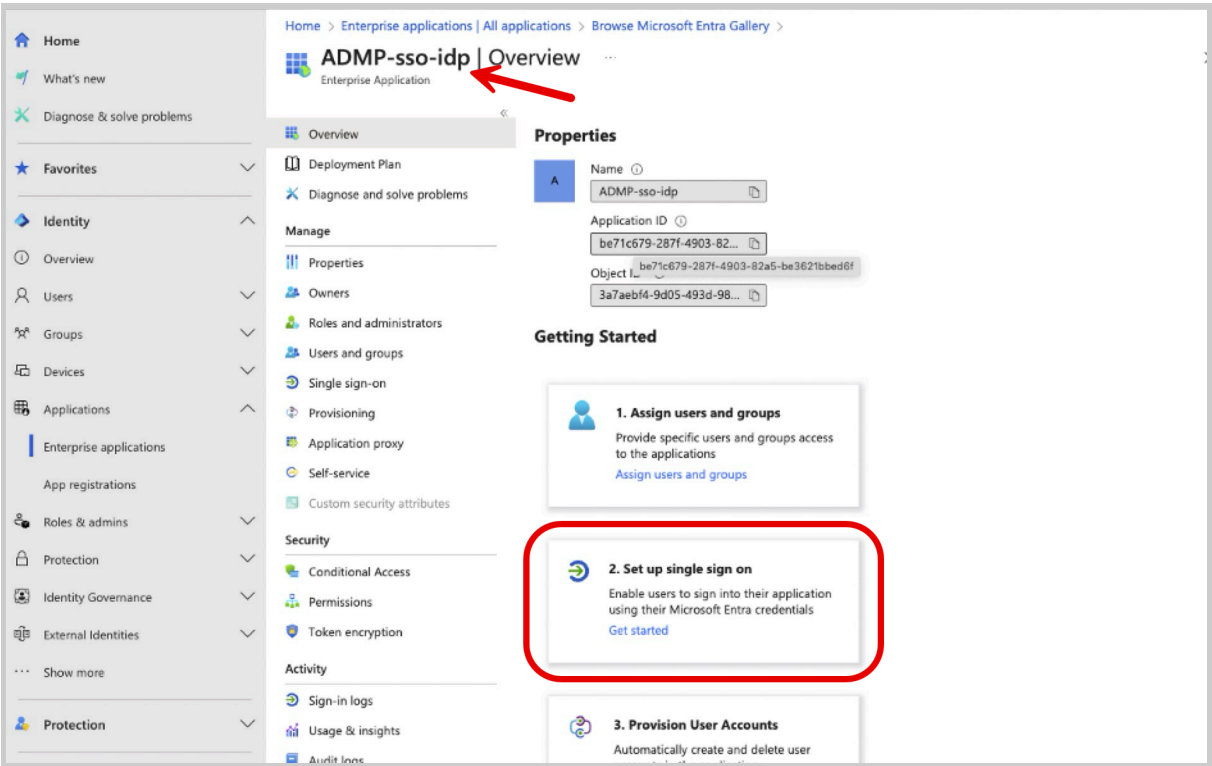 Home
What's new
Diagnose & solve problems
Favorites
Identity
Overview
Users
Groups
Devices
Applications
Enterprise applications
App registrations
Roles & admins
Protection
Identity Governance
External Identities
Show more
Protection
Home > Enterprise applications | All applications > Browse Microsoft Entra Gallery >
ADMP-sso-idp | Overview ...
Enterprise Application
Overview
Deployment Plan
Diagnose and solve problems
Manage
Properties
Owners
Roles and administrators
Users and groups
Single sign-on
Provisioning
Application proxy
Self-service
Custom security attributes
Security
Conditional Access
Permissions
Token encryption
Activity
Sign-in logs
Usage & insights
Audit logs
Properties
A
Name
ADMP-sso-idp
Application ID
be71c679-287f-4903-82...
be71c679-287f-4903-82a5-be3621bbed6f
Object
3a7aebf4-9d05-493d-98...
Getting Started
1. Assign users and groups
Provide specific users and groups access
to the applications
Assign users and groups
2. Set up single sign on
Enable users to sign into their application
using their Microsoft Entra credentials
Get started
3. Provision User Accounts
Automatically create and delete user